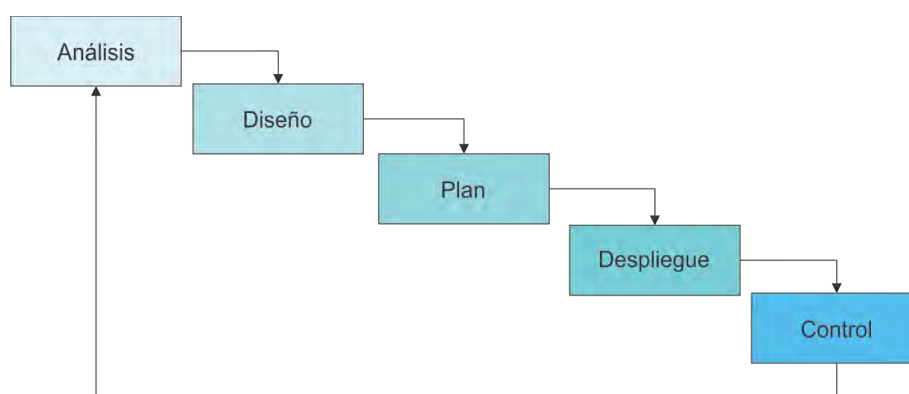 Análisis
Diseño
Plan
Despliegue
Control